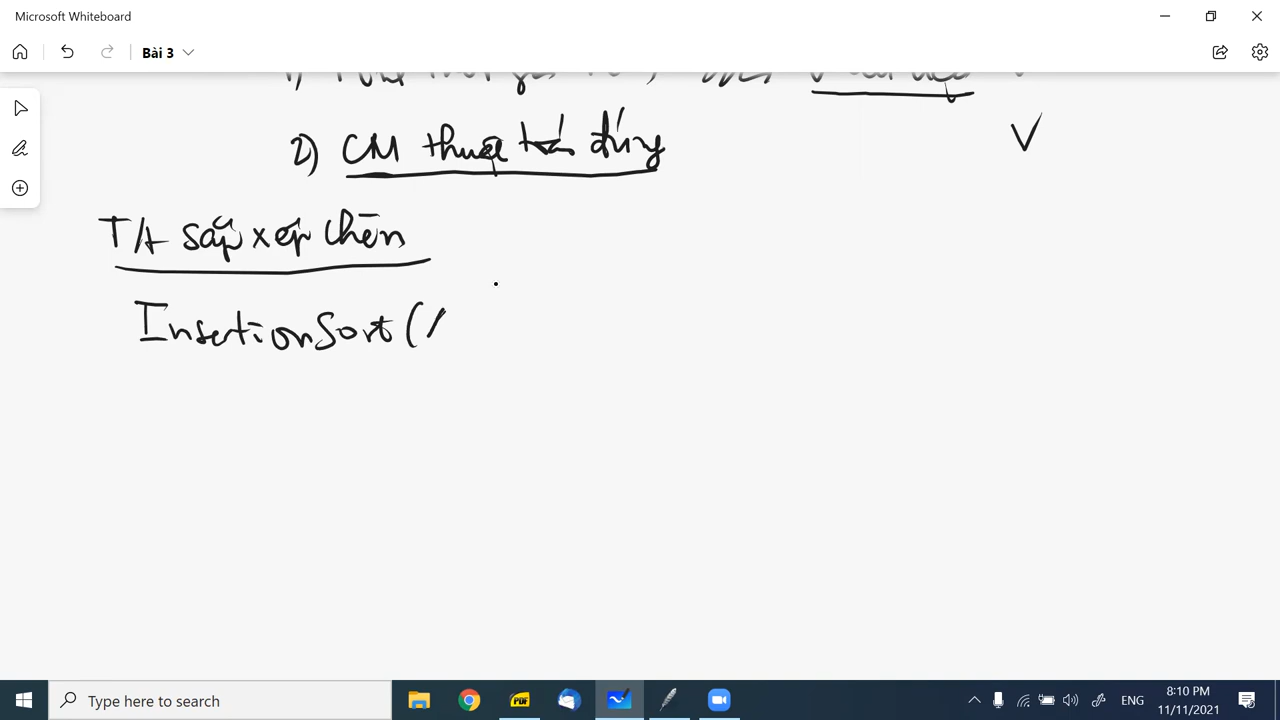 Microsoft Whiteboard
Bài 3
1)
2) CM thuật toán đúng
V
T/A sắp xếp chèn
InsertionSort (
Type here to search
ENG
8:10 PM
11/11/2021